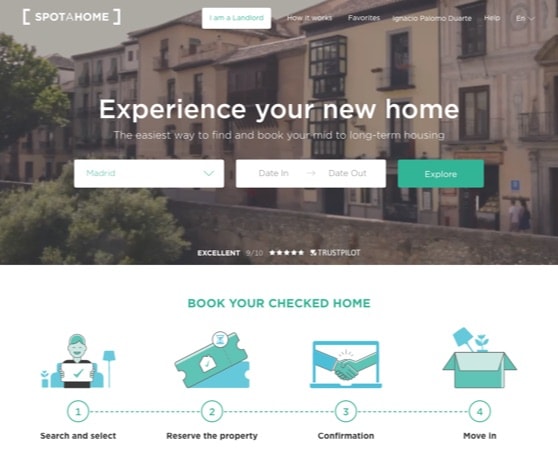 [ SPOTAHOME ]
I am a Landlord
How it works
Favorites
Ignacio Palomo Duarte
Help
En
Experience your new home
The easiest way to find and book your mid to long-term housing
Madrid
Date In → Date Out
Explore
EXCELLENT 9/10 ★★★★★ TRUSTPILOT
BOOK YOUR CHECKED HOME
1
2
3
4
Search and select
Reserve the property
Confirmation
Move in